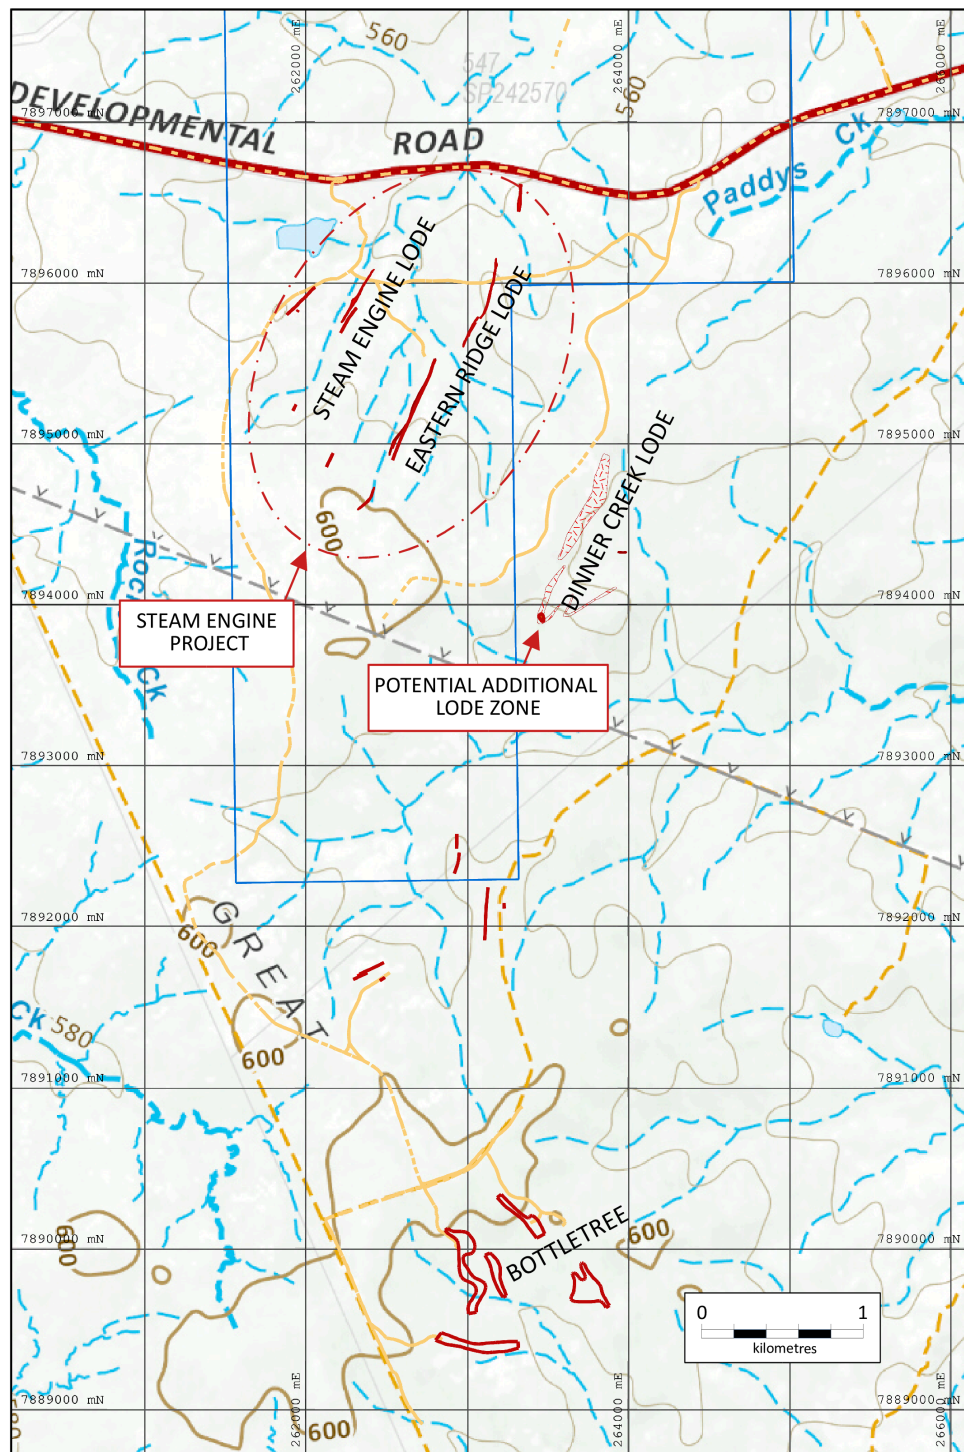 262000 mE
264000 mE
266000 mE
560
547
SP242570
560
DEVELOPMENTAL ROAD
7897000 mN
7897000 mN
Paddys Ck
STEAM ENGINE LODE
EASTERN RIDGE LODE
7896000 mN
7896000 mN
7895000 mN
7895000 mN
DINNER CREEK LODE
600
7894000 mN
7894000 mN
STEAM ENGINE
PROJECT
POTENTIAL ADDITIONAL
LODE ZONE
7893000 mN
7893000 mN
7892000 mN
7892000 mN
GREAT
600
Ck
580
600
7891000 mN
7891000 mN
600
7890000 mN
7890000 mN
BOTTLETREE
600
0
1
kilometres
7889000 mN
7889000 mN
600
262000 mE
264000 mE
266000 mE